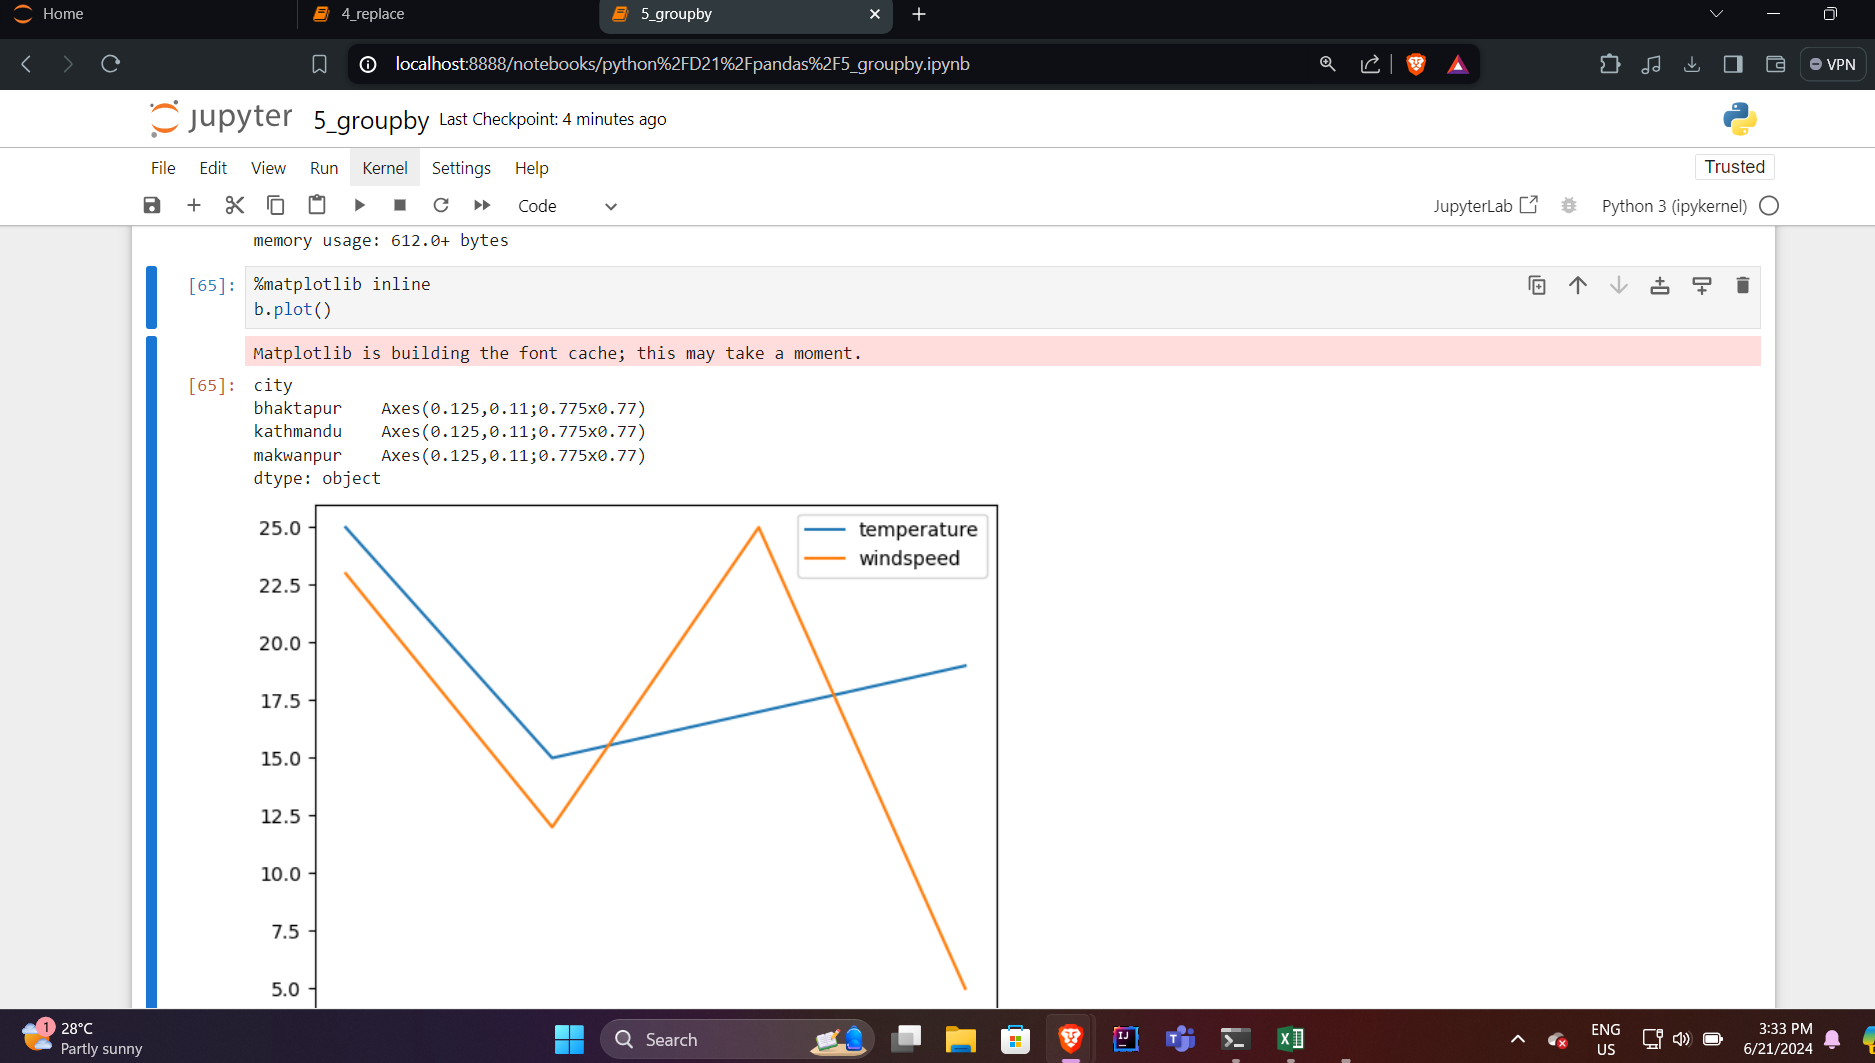 Home
4_replace
5_groupby
localhost:8888/notebooks/python%2FD21%2Fpandas%2F5_groupby.ipynb
VPN
jupyter
5_groupby
Last Checkpoint: 4 minutes ago
File Edit View Run Kernel Settings Help
Trusted
Code
JupyterLab
Python 3 (ipykernel)
memory usage: 612.0+ bytes
[65]: %matplotlib inline
b.plot()
Matplotlib is building the font cache; this may take a moment.
[65]: city
bhaktapur    Axes(0.125,0.11;0.775x0.77)
kathmandu    Axes(0.125,0.11;0.775x0.77)
makwanpur    Axes(0.125,0.11;0.775x0.77)
dtype: object
temperature
windspeed
25.0
22.5
20.0
17.5
15.0
12.5
10.0
7.5
5.0
1
28°C
Partly sunny
Search
IJ
T
X
ENG
US
3:33 PM
6/21/2024